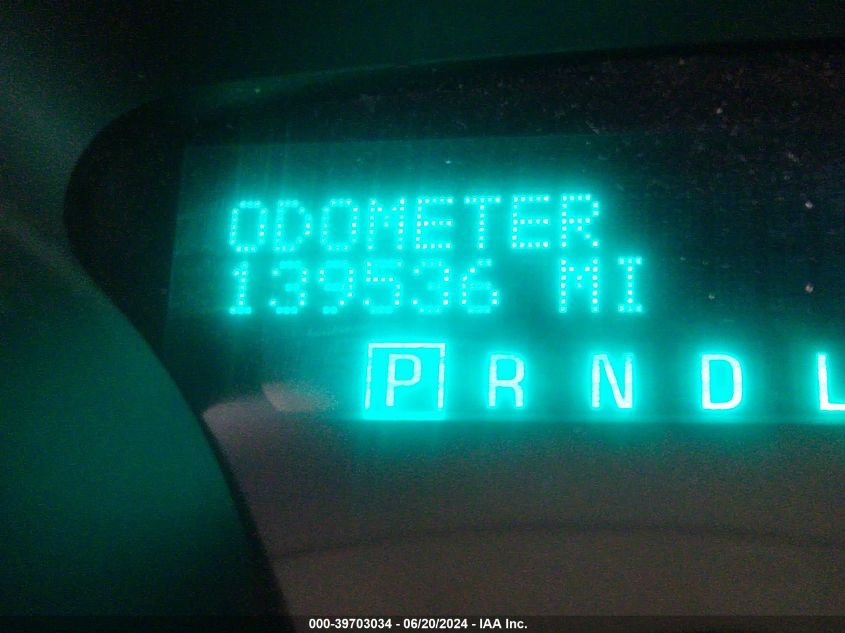 ODOMETER
139536 MI
P R N D L
000-39703034 - 06/20/2024 - IAA Inc.